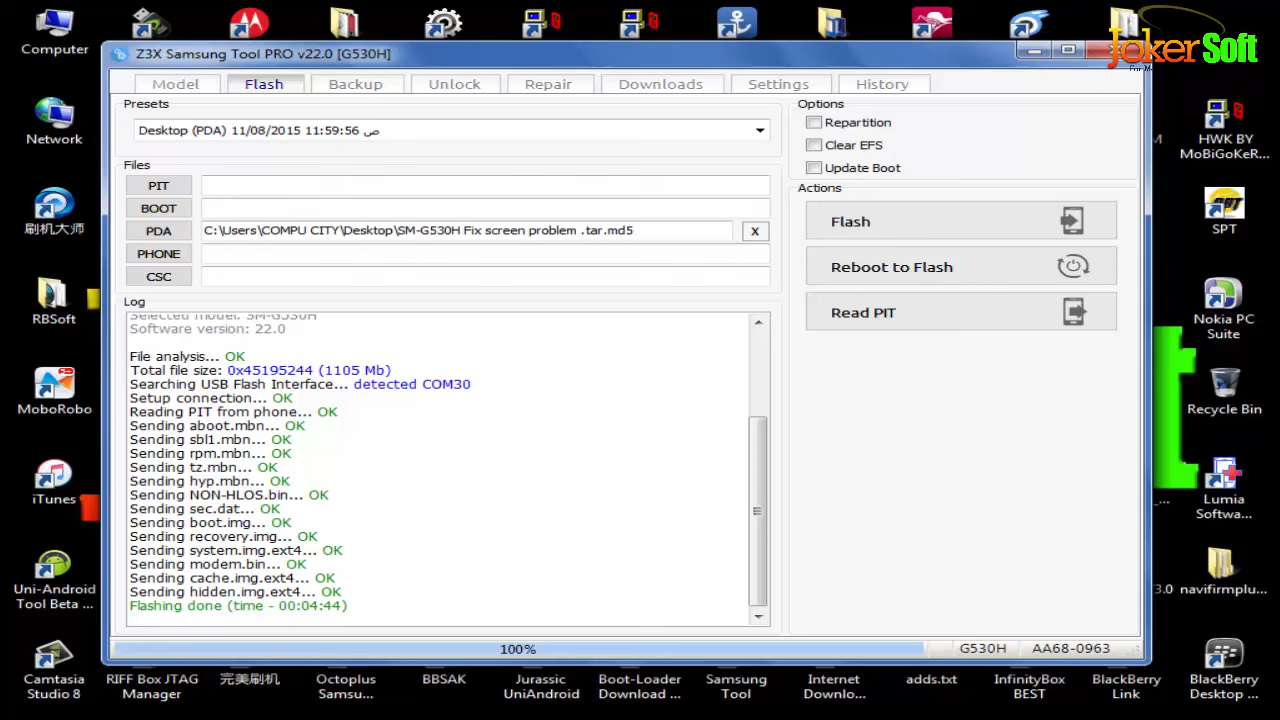 Computer
Network
刷机大师
RBSoft
MoboRobo
iTunes
Uni-Android
Tool Beta ...
Camtasia
Studio 8
JokerSoft
Z3X Samsung Tool PRO v22.0 [G530H]
Model
Flash
Backup
Unlock
Repair
Downloads
Settings
History
Presets
Desktop (PDA) 11/08/2015 11:59:56 ص
Files
PIT
BOOT
PDA
C:\Users\COMPU CITY\Desktop\SM-G530H Fix screen problem .tar.md5
X
PHONE
CSC
Options
Repartition
Clear EFS
Update Boot
Actions
Flash
Reboot to Flash
Read PIT
Log
Selected model: SM-G530H
Software version: 22.0
File analysis... OK
Total file size: 0x45195244 (1105 Mb)
Searching USB Flash Interface... detected COM30
Setup connection... OK
Reading PIT from phone... OK
Sending aboot.mbn... OK
Sending sbl1.mbn... OK
Sending rpm.mbn... OK
Sending tz.mbn... OK
Sending hyp.mbn... OK
Sending NON-HLOS.bin... OK
Sending sec.dat... OK
Sending boot.img... OK
Sending recovery.img... OK
Sending system.img.ext4... OK
Sending modem.bin... OK
Sending cache.img.ext4... OK
Sending hidden.img.ext4... OK
Flashing done (time - 00:04:44)
100%
G530H
AA68-0963
HWK BY
MoBiGoKeR...
SPT
Nokia PC
Suite
Recycle Bin
Lumia
Softwa...
3.0
navifirmplu...
RIFF Box JTAG
Manager
完美刷机
Octoplus
Samsu...
BBSAK
Jurassic
UniAndroid
Boot-Loader
Download ...
Samsung
Tool
Internet
Downlo...
adds.txt
InfinityBox
BEST
BlackBerry
Link
BlackBerry
Desktop ...